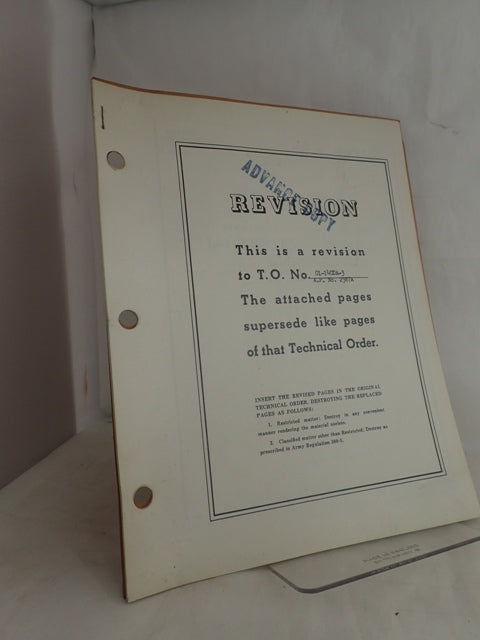 ADVANCE COPY
REVISION
This is a revision
to T.O. No.
The attached pages
supersede like pages
of that Technical Order.
INSERT THE REVISED PAGES IN THE ORIGINAL
TECHNICAL ORDER, DESTROYING THE REPLACED
PAGES AS FOLLOWS:
1. Restricted matter: Destroy in any convenient
manner rendering the material useless.
2. Classified matter other than Restricted; Destroy as
prescribed in Army Regulation 380-5.